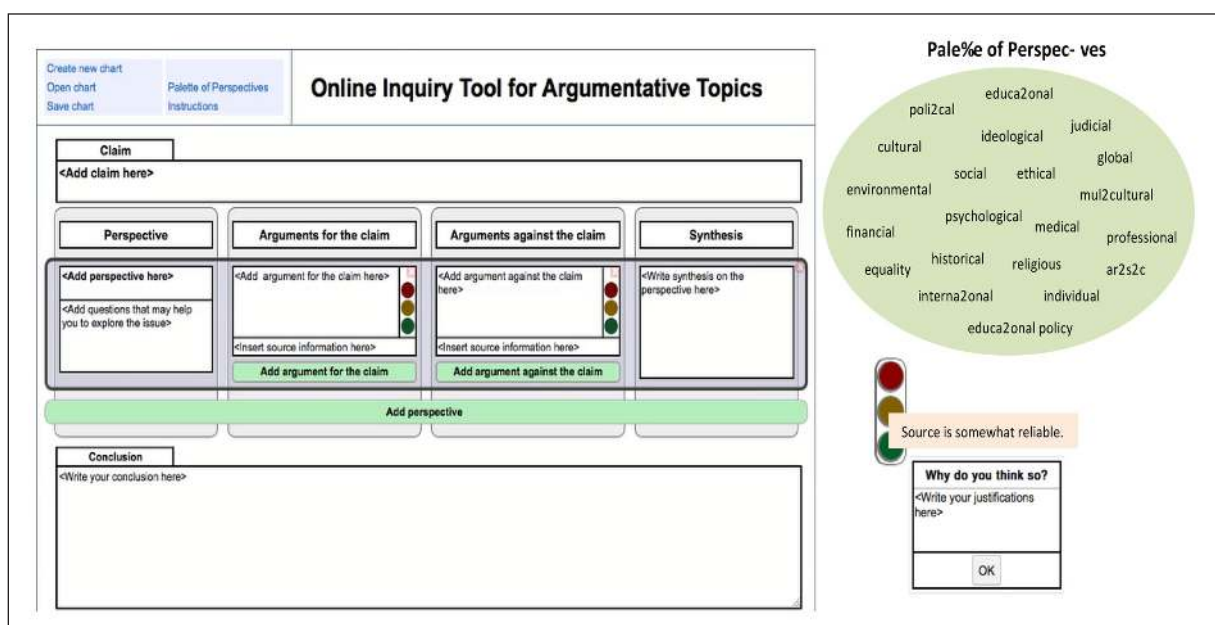 Create new chart
Open chart
Palette of Perspectives
Save chart
Instructions
Online Inquiry Tool for Argumentative Topics
Claim
<Add claim here>
Perspective
Arguments for the claim
Arguments against the claim
Synthesis
<Add perspective here>
<Add questions that may help
you to explore the issue>
<Add argument for the claim here>
<Insert source information here>
Add argument for the claim
<Add argument against the claim
here>
<Insert source information here>
Add argument against the claim
<Write synthesis on the
perspective here>
Add perspective
Conclusion
<Write your conclusion here>
Pale%e of Perspec- ves
educa2onal
poli2cal
judicial
ideological
cultural
global
social
ethical
environmental
mul2cultural
psychological
medical
financial
professional
historical
religious
equality
ar2s2c
interna2onal
individual
educa2onal policy
Source is somewhat reliable.
Why do you think so?
<Write your justifications
here>
OK